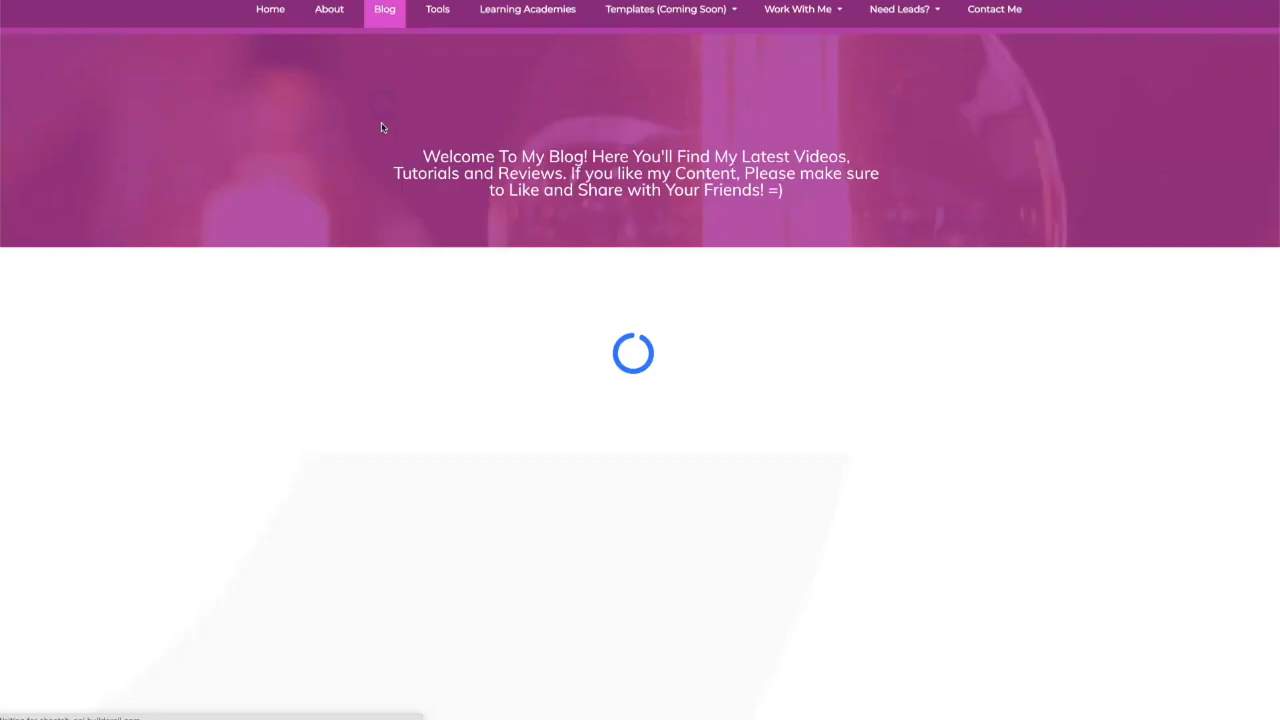 Home About Blog Tools Learning Academies Templates (Coming Soon) Work With Me Need Leads? Contact Me
Welcome To My Blog! Here You'll Find My Latest Videos,
Tutorials and Reviews. If you like my Content, Please make sure
to Like and Share with Your Friends! =)